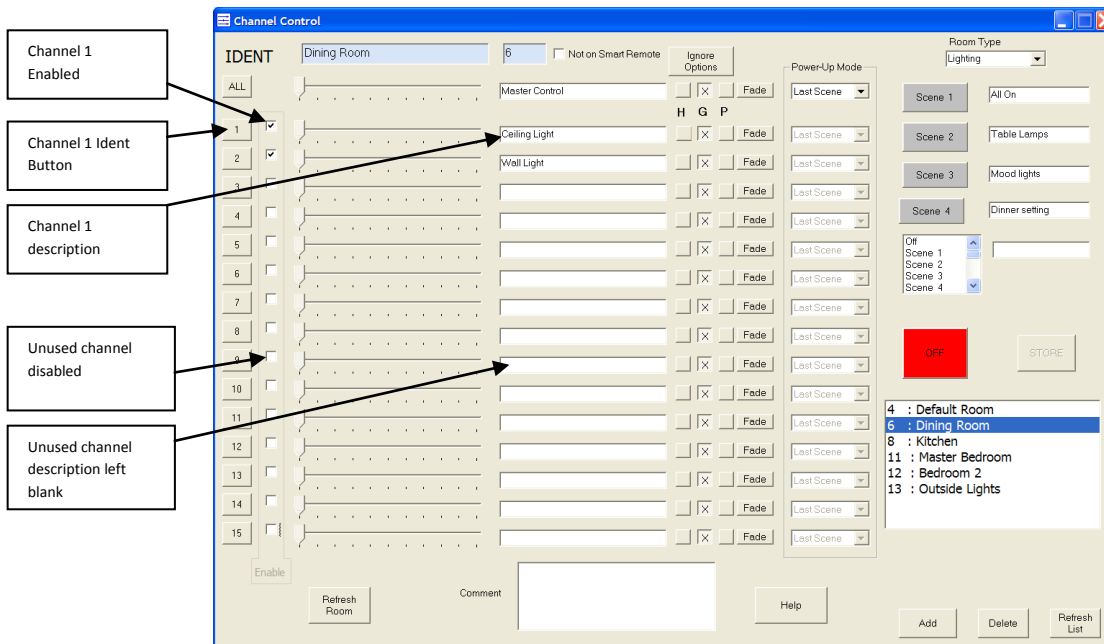 Channel Control
Channel 1
Enabled
Channel 1 Ident
Button
Channel 1
description
Unused channel
disabled
Unused channel
description left
blank
IDENT
Dining Room
6
Not on Smart Remote
Ignore
Options
Power-Up Mode
Room Type
Lighting
ALL
Master Control
X
Fade
Last Scene
H G P
1
Ceiling Light
X
Fade
Last Scene
2
Wall Light
X
Fade
Last Scene
3
X
Fade
Last Scene
4
X
Fade
Last Scene
5
X
Fade
Last Scene
6
X
Fade
Last Scene
7
X
Fade
Last Scene
8
X
Fade
Last Scene
9
X
Fade
Last Scene
10
X
Fade
Last Scene
11
X
Fade
Last Scene
12
X
Fade
Last Scene
13
X
Fade
Last Scene
14
X
Fade
Last Scene
15
X
Fade
Last Scene
Enable
Scene 1
All On
Scene 2
Table Lamps
Scene 3
Mood lights
Scene 4
Dinner setting
Off
Scene 1
Scene 2
Scene 3
Scene 4
OFF
STORE
4 : Default Room
6 : Dining Room
8 : Kitchen
11 : Master Bedroom
12 : Bedroom 2
13 : Outside Lights
Refresh
Room
Comment
Help
Add
Delete
Refresh
List